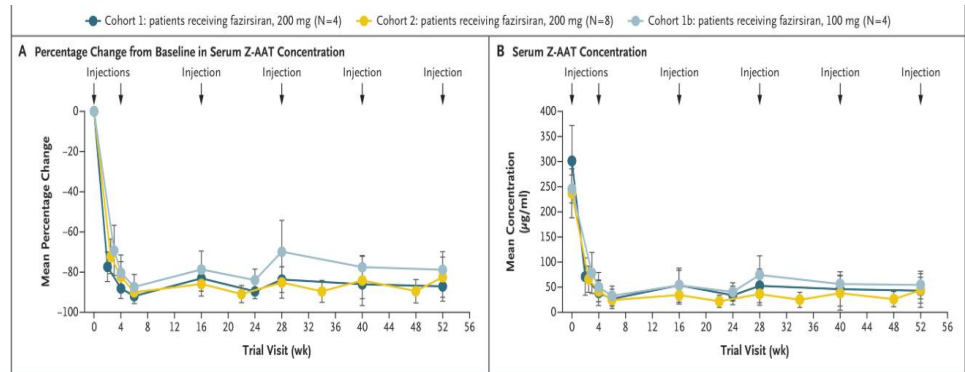 Cohort 1: patients receiving fazirsiran, 200 mg (N=4) Cohort 2: patients receiving fazirsiran, 200 mg (N=8) Cohort 1b: patients receiving fazirsiran, 100 mg (N=4)
A Percentage Change from Baseline in Serum Z-AAT Concentration
Injections Injection Injection Injection Injection
0
−20
−40
−60
−80
−100
Mean Percentage Change
0 4 8 12 16 20 24 28 32 36 40 44 48 52 56
Trial Visit (wk)
B Serum Z-AAT Concentration
Injections Injection Injection Injection Injection
400
350
300
250
200
150
100
50
0
Mean Concentration
(µg/ml)
0 4 8 12 16 20 24 28 32 36 40 44 48 52 56
Trial Visit (wk)